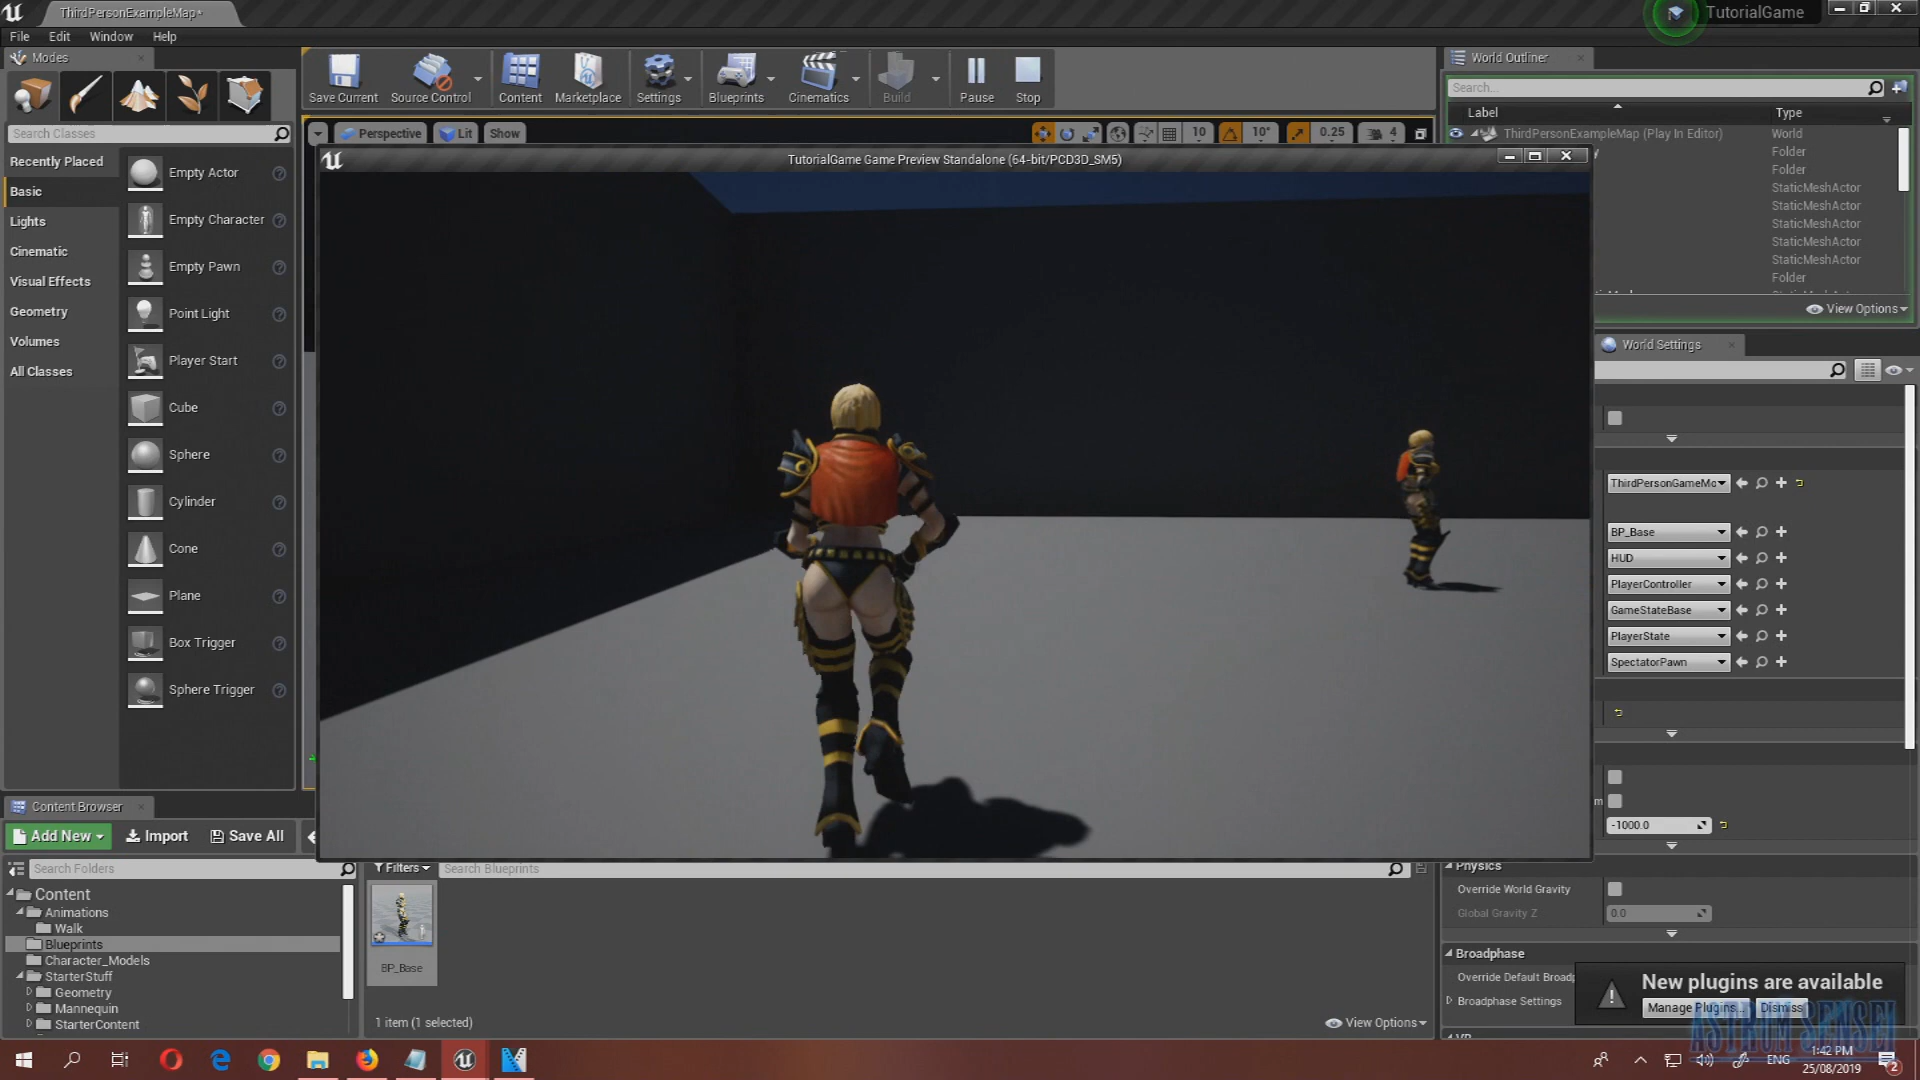 ThirdPersonExampleMap*
TutorialGame
File Edit Window Help
Modes
Save Current
Source Control
Content
Marketplace
Settings
Blueprints
Cinematics
Build
Pause
Stop
World Outliner
Search...
Label
Type
ThirdPersonExampleMap (Play In Editor)
World
Folder
Folder
StaticMeshActor
StaticMeshActor
StaticMeshActor
StaticMeshActor
StaticMeshActor
Folder
View Options
Search Classes
Perspective
Lit
Show
10
10°
0.25
4
TutorialGame Game Preview Standalone (64-bit/PCD3D_SM5)
Recently Placed
Basic
Lights
Cinematic
Visual Effects
Geometry
Volumes
All Classes
Empty Actor
Empty Character
Empty Pawn
Point Light
Player Start
Cube
Sphere
Cylinder
Cone
Plane
Box Trigger
Sphere Trigger
World Settings
ThirdPersonGameMo
BP_Base
HUD
PlayerController
GameStateBase
PlayerState
SpectatorPawn
-1000.0
Physics
Override World Gravity
Global Gravity Z
0.0
Broadphase
Override Default Broadp
Broadphase Settings
New plugins are available
Manage Plugins...
Dismiss
ASTRUM SENSEI
Content Browser
Add New
Import
Save All
Search Folders
Filters
Search Blueprints
Content
Animations
Walk
Blueprints
Character_Models
StarterStuff
Geometry
Mannequin
StarterContent
BP_Base
1 item (1 selected)
View Options
ENG
1:42 PM
25/08/2019
2